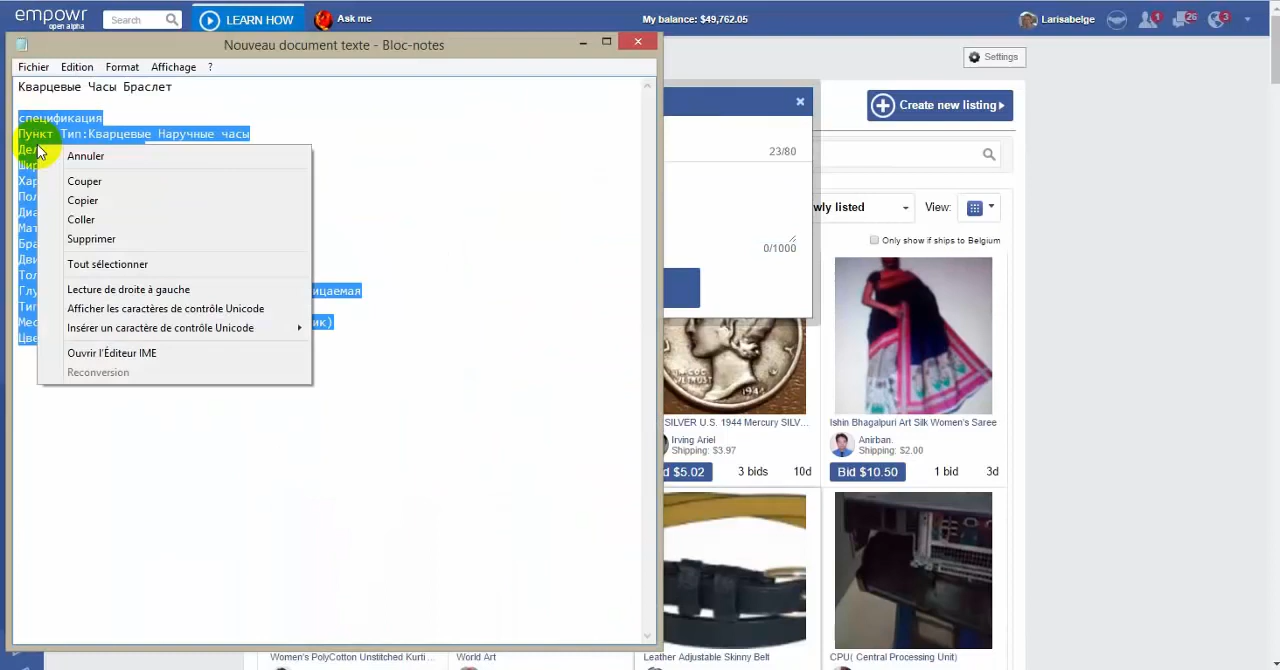 empowr
open alpha
Search
LEARN HOW
Ask me
My balance: $49,762.05
Larisabelge
1
26
3
Nouveau document texte - Bloc-notes
Fichier Edition Format Affichage ?
Кварцевые Часы Браслет
спецификация
Пункт Тип:Кварцевые Наручные часы
Annuler
Couper
Copier
Coller
Supprimer
Tout sélectionner
Lecture de droite à gauche
Afficher les caractères de contrôle Unicode
Insérer un caractère de contrôle Unicode
Ouvrir l'Éditeur IME
Reconversion
Settings
Create new listing
23/80
0/1000
View:
Only show if ships to Belgium
SILVER U.S. 1944 Mercury SILV...
Irving Ariel
Shipping: $3.97
$5.02
3 bids
10d
Ishin Bhagalpuri Art Silk Women's Saree
Anirban.
Shipping: $2.00
Bid $10.50
1 bid
3d
Women's PolyCotton Unstitched Kurti ...
World Art
Leather Adjustable Skinny Belt
CPU( Central Processing Unit)